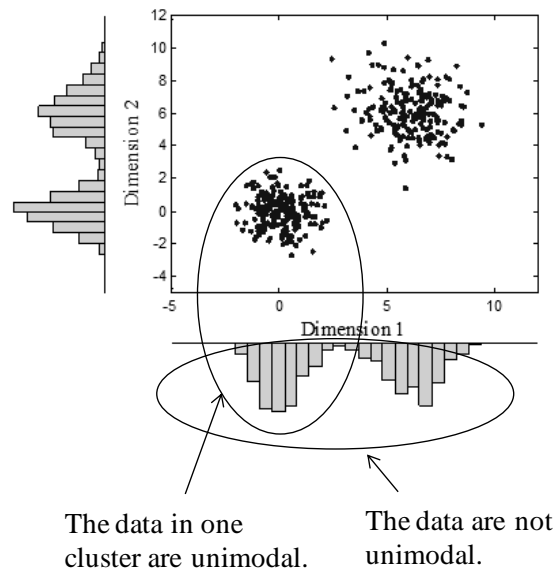 12
10
8
6
4
2
0
-2
-4
Dimension 2
-5
0
5
10
Dimension 1
The data in one
cluster are unimodal.
The data are not
unimodal.